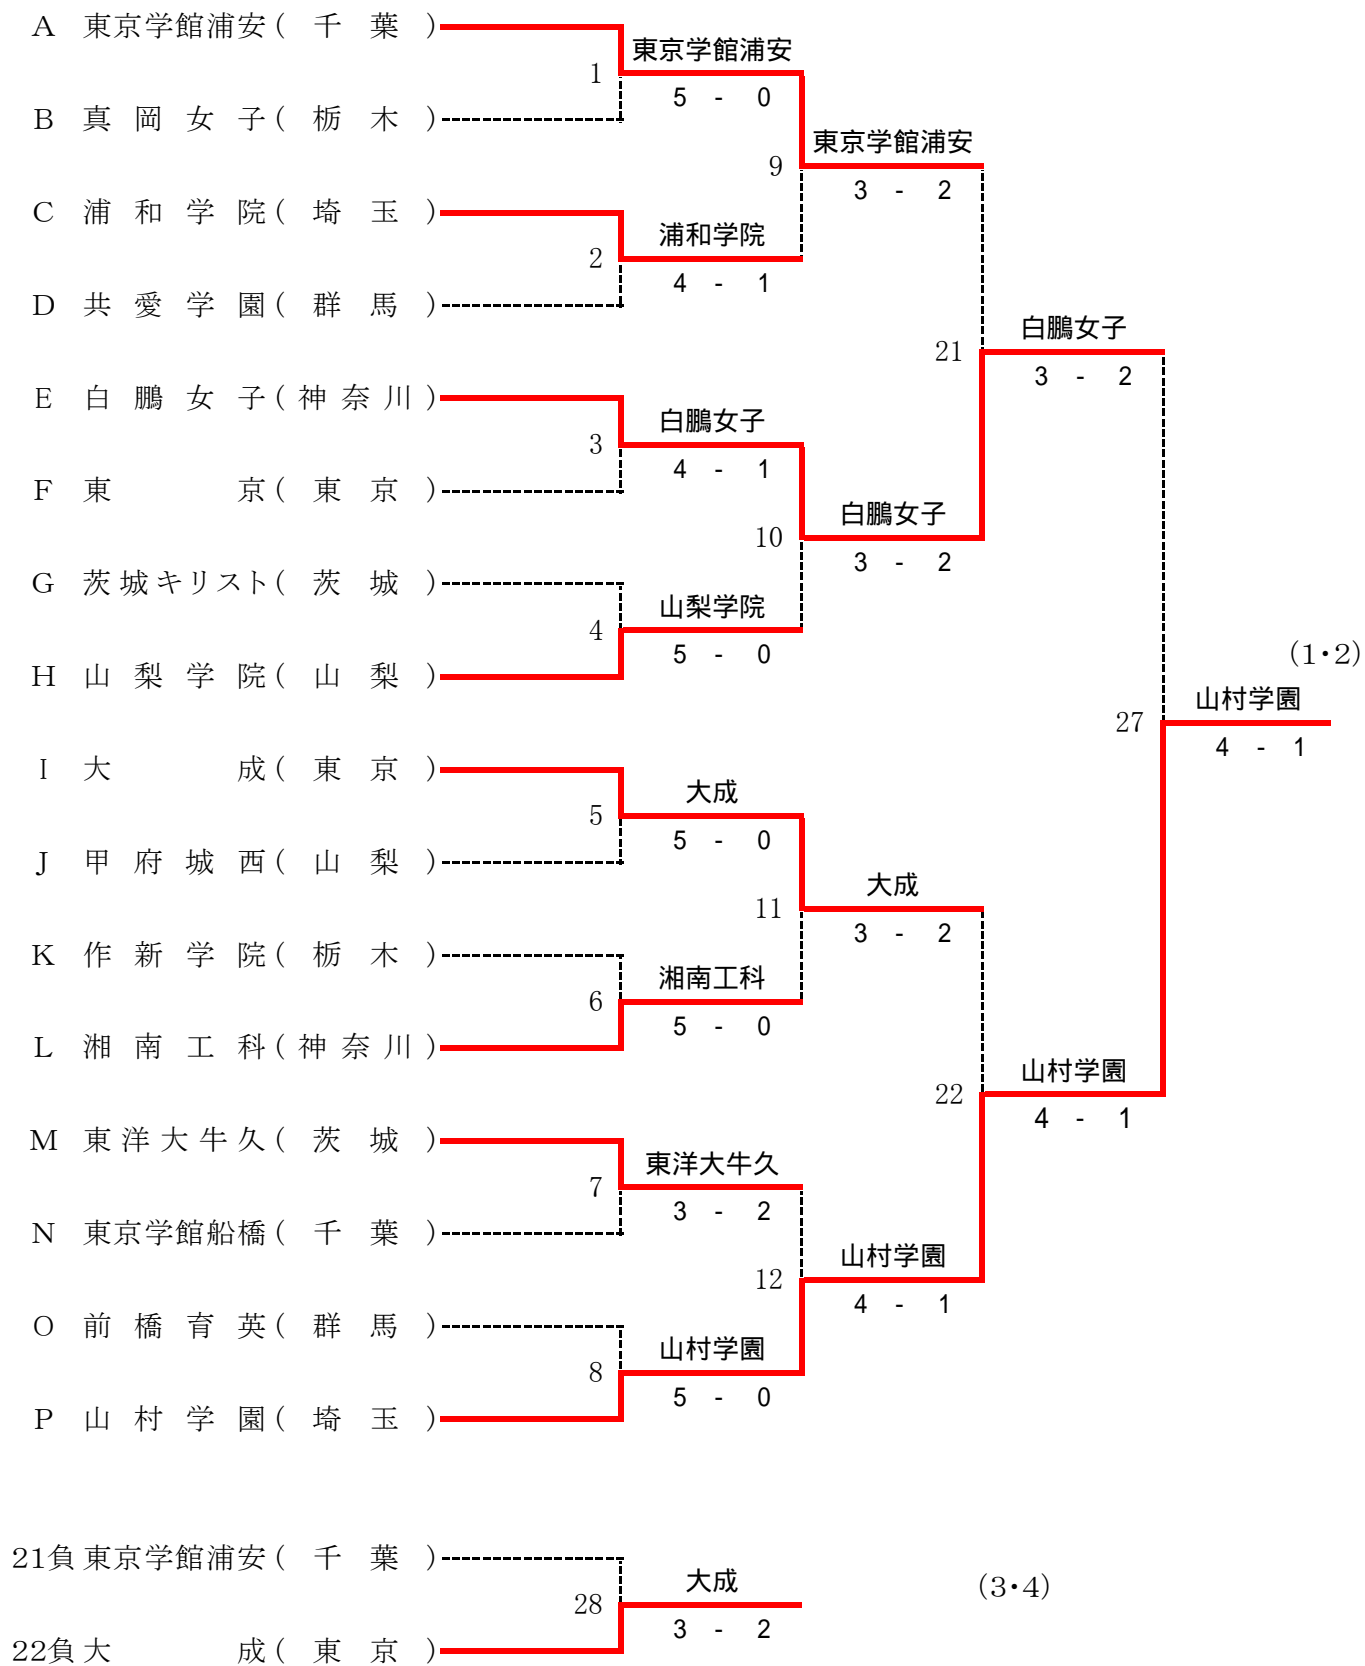 A 東京学館浦安( 千 葉 )
東京学館浦安
1
5 - 0
B 真岡女子( 栃 木 )
東京学館浦安
9
3 - 2
C 浦和学院( 埼 玉 )
浦和学院
2
4 - 1
D 共愛学園( 群 馬 )
白鵬女子
21
3 - 2
E 白鵬女子(神奈川)
白鵬女子
3
4 - 1
F 東 京( 東 京 )
白鵬女子
10
3 - 2
G 茨城キリスト( 茨 城 )
山梨学院
4
5 - 0
(1・2)
H 山梨学院( 山 梨 )
山村学園
27
4 - 1
I 大 成( 東 京 )
大成
5
5 - 0
J 甲府城西( 山 梨 )
大成
11
3 - 2
K 作新学院( 栃 木 )
湘南工科
6
5 - 0
L 湘南工科(神奈川)
山村学園
22
4 - 1
M 東洋大牛久( 茨 城 )
東洋大牛久
7
3 - 2
N 東京学館船橋( 千 葉 )
山村学園
12
4 - 1
O 前橋育英( 群 馬 )
山村学園
8
5 - 0
P 山村学園( 埼 玉 )
21負 東京学館浦安( 千 葉 )
大成
(3・4)
28
3 - 2
22負 大 成( 東 京 )